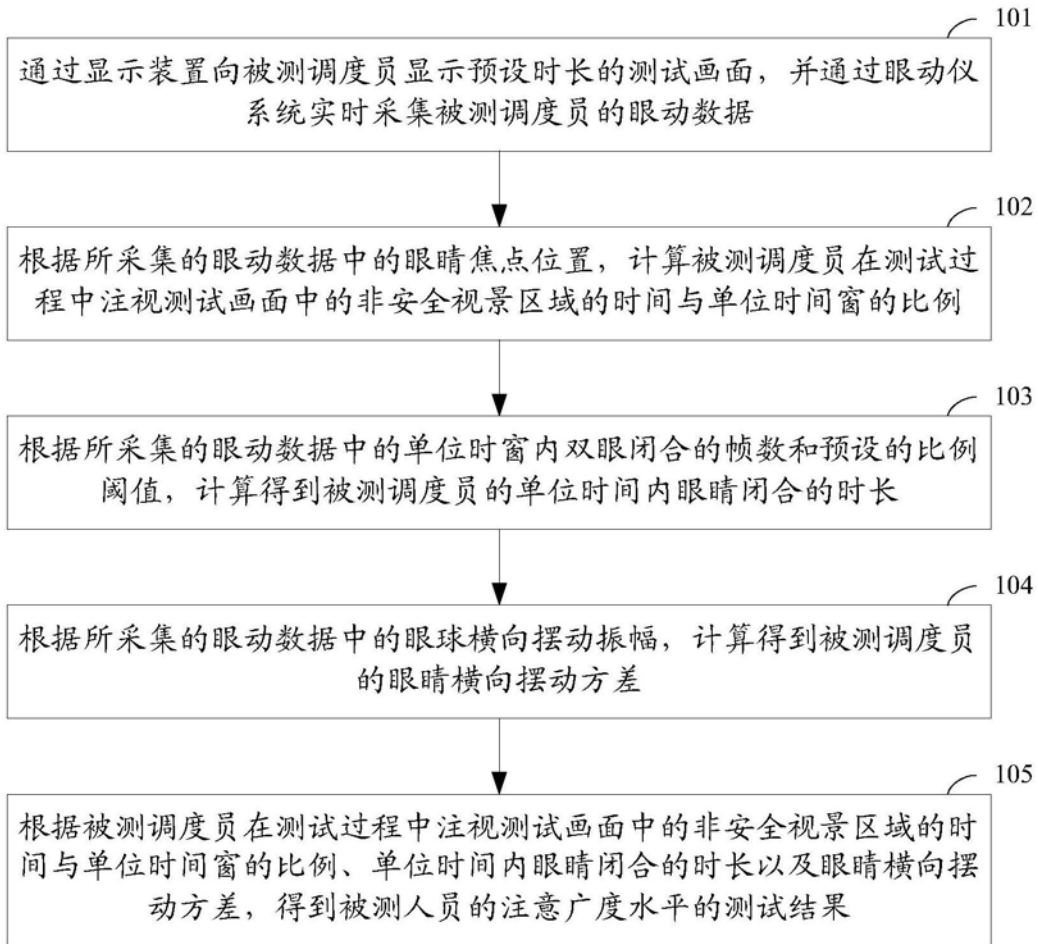 101
通过显示装置向被测调度员显示预设时长的测试画面，并通过眼动仪
系统实时采集被测调度员的眼动数据
102
根据所采集的眼动数据中的眼睛焦点位置，计算被测调度员在测试过
程中注视测试画面中的非安全视景区域的时间与单位时间窗的比例
103
根据所采集的眼动数据中的单位时窗内双眼闭合的帧数和预设的比例
阈值，计算得到被测调度员的单位时间内眼睛闭合的时长
104
根据所采集的眼动数据中的眼球横向摆动振幅，计算得到被测调度员
的眼睛横向摆动方差
105
根据被测调度员在测试过程中注视测试画面中的非安全视景区域的时
间与单位时间窗的比例、单位时间内眼睛闭合的时长以及眼睛横向摆
动方差，得到被测人员的注意广度水平的测试结果